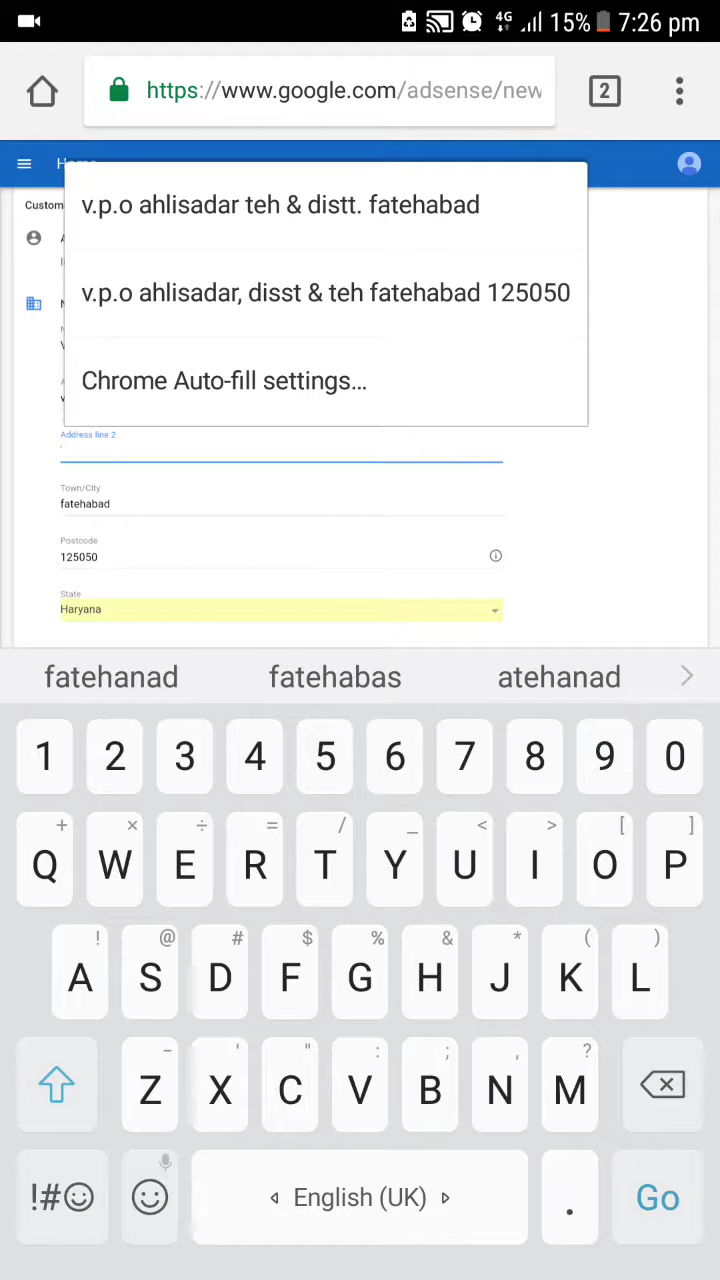 4G 15% 7:26 pm
https://www.google.com/adsense/new
2
Custom
v.p.o ahlisadar teh & distt. fatehabad
v.p.o ahlisadar, disst & teh fatehabad 125050
Chrome Auto-fill settings...
Address line 2
Town/City
fatehabad
Postcode
125050
State
Haryana
fatehanad fatehabas atehanad
1 2 3 4 5 6 7 8 9 0
+ × ÷ = / _ < > [ ]
Q W E R T Y U I O P
! @ # $ % & * ( )
A S D F G H J K L
- ' " : ; , ?
Z X C V B N M
!# English (UK) . Go